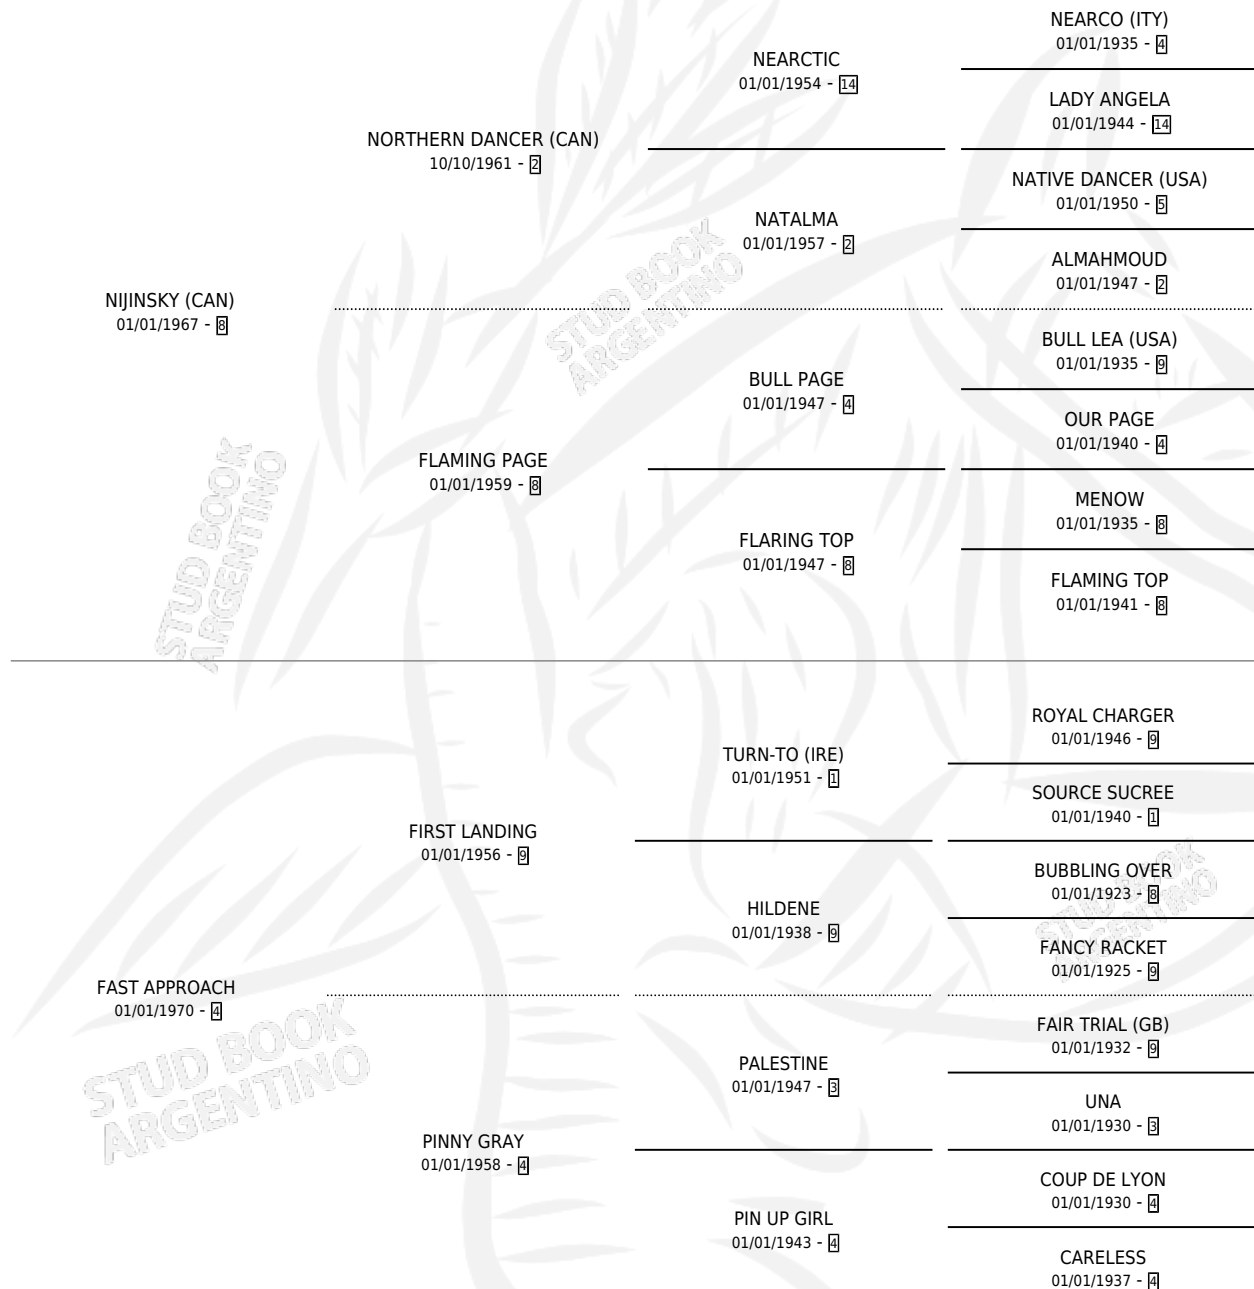 NIJINSKY (CAN)
01/01/1967 - 8
NORTHERN DANCER (CAN)
10/10/1961 - 2
FLAMING PAGE
01/01/1959 - 8
NEARCTIC
01/01/1954 - 14
NATALMA
01/01/1957 - 2
BULL PAGE
01/01/1947 - 4
FLARING TOP
01/01/1947 - 8
NEARCO (ITY)
01/01/1935 - 4
LADY ANGELA
01/01/1944 - 14
NATIVE DANCER (USA)
01/01/1950 - 5
ALMAHMOUD
01/01/1947 - 2
BULL LEA (USA)
01/01/1935 - 9
OUR PAGE
01/01/1940 - 4
MENOW
01/01/1935 - 8
FLAMING TOP
01/01/1941 - 8
FAST APPROACH
01/01/1970 - 4
FIRST LANDING
01/01/1956 - 9
PINNY GRAY
01/01/1958 - 4
TURN-TO (IRE)
01/01/1951 - 1
HILDENE
01/01/1938 - 9
PALESTINE
01/01/1947 - 3
PIN UP GIRL
01/01/1943 - 4
ROYAL CHARGER
01/01/1946 - 9
SOURCE SUCREE
01/01/1940 - 1
BUBBLING OVER
01/01/1923 - 8
FANCY RACKET
01/01/1925 - 9
FAIR TRIAL (GB)
01/01/1932 - 9
UNA
01/01/1930 - 3
COUP DE LYON
01/01/1930 - 4
CARELESS
01/01/1937 - 4
STUD BOOK
ARGENTINO
STUD BOOK
ARGENTINO
STUD BOOK
ARGENTINO
STUD BOOK
ARGENTINO